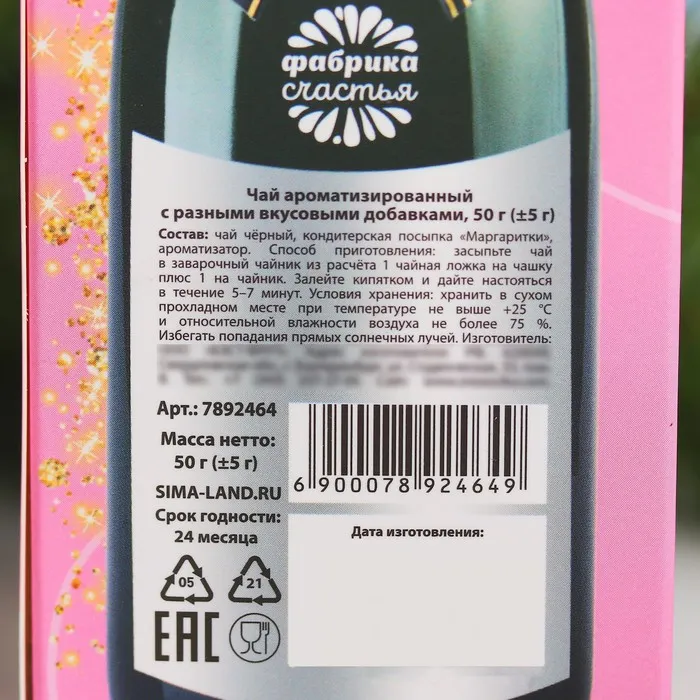 фабрика
счастья
Чай ароматизированный
с разными вкусовыми добавками, 50 г (±5 г)
Состав: чай чёрный, кондитерская посыпка «Маргаритки»,
ароматизатор. Способ приготовления: засыпьте чай
в заварочный чайник из расчёта 1 чайная ложка на чашку
плюс 1 на чайник. Залейте кипятком и дайте настояться
в течение 5–7 минут. Условия хранения: хранить в сухом
прохладном месте при температуре не выше +25 °C
и относительной влажности воздуха не более 75 %.
Избегать попадания прямых солнечных лучей. Изготовитель:
Арт.: 7892464
Масса нетто:
50 г (±5 г)
SIMA-LAND.RU
Срок годности:
24 месяца
05 21
EAC
6 900078 924649
Дата изготовления: